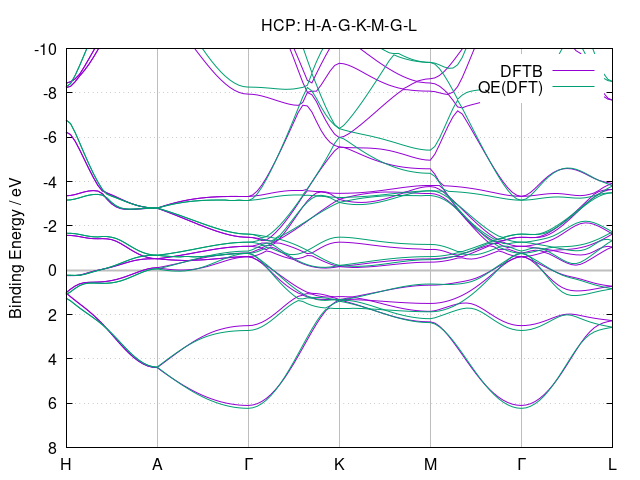 HCP: H-A-G-K-M-G-L
DFTB
QE(DFT)
Binding Energy / eV
-10
-8
-6
-4
-2
0
2
4
6
8
H A Γ K M Γ L